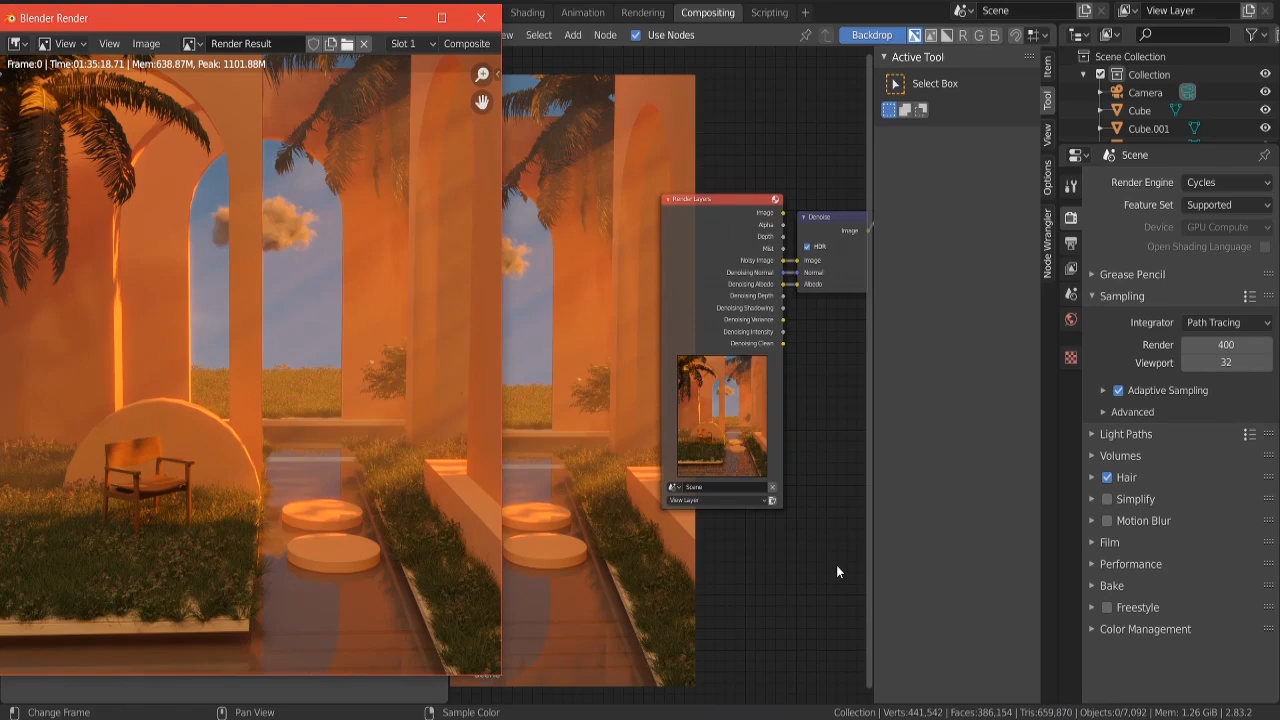 Blender Render
View
View
Image
Render Result
Slot 1
Composite
Frame:0 | Time:01:35:18.71 | Mem:638.87M, Peak: 1101.88M
Shading
Animation
Rendering
Compositing
Scripting
Scene
View Layer
ew
Select
Add
Node
Use Nodes
Backdrop
R
G
B
Active Tool
Select Box
Item
Tool
View
Options
Node Wrangler
Scene Collection
Collection
Camera
Cube
Cube.001
Scene
Render Engine
Cycles
Feature Set
Supported
Device
GPU Compute
Open Shading Language
Grease Pencil
Sampling
Integrator
Path Tracing
Render
400
Viewport
32
Adaptive Sampling
Advanced
Light Paths
Volumes
Hair
Simplify
Motion Blur
Film
Performance
Bake
Freestyle
Color Management
Render Layers
Image
Alpha
Depth
Mist
Noisy Image
Denoising Normal
Denoising Albedo
Denoising Depth
Denoising Shadowing
Denoising Variance
Denoising Intensity
Denoising Clean
Scene
View Layer
Denoise
Image
HDR
Image
Normal
Albedo
Change Frame
Pan View
Sample Color
Collection | Verts:441,542 | Faces:386,154 | Tris:659,870 | Objects:0/7,092 | Mem: 1.26 GiB | 2.83.2